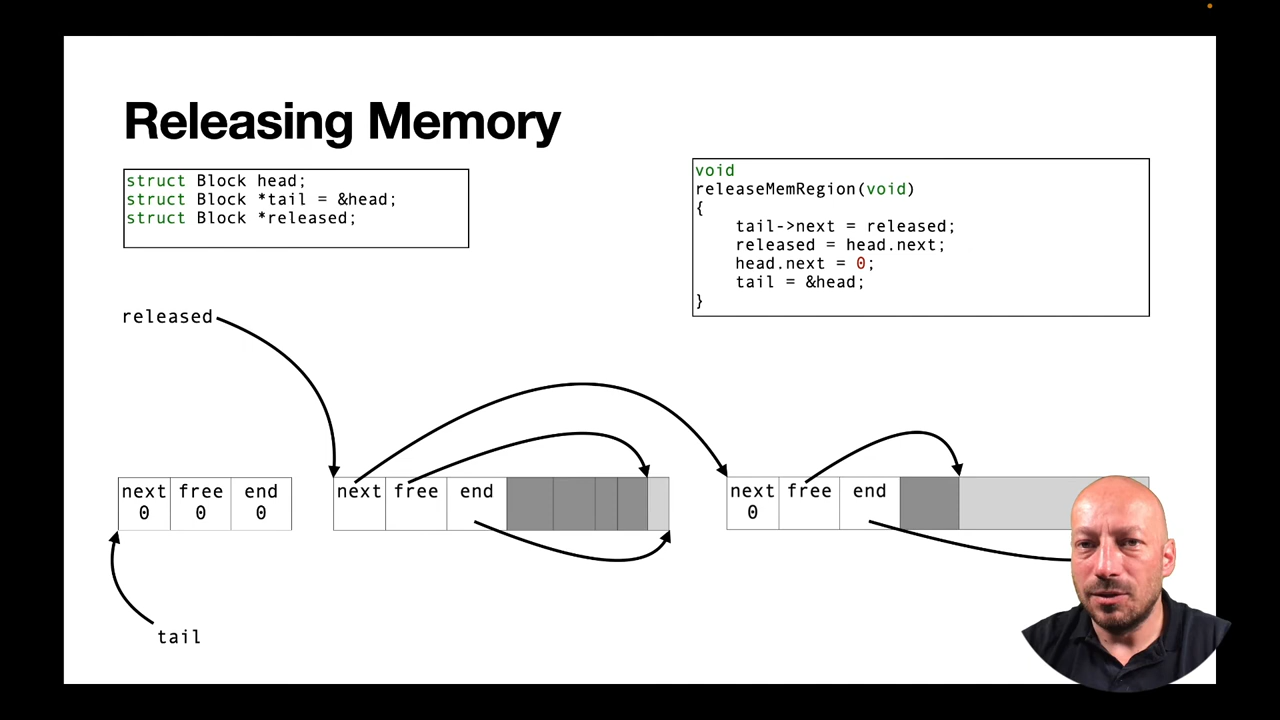 Releasing Memory
struct Block head;
struct Block *tail = &head;
struct Block *released;
void
releaseMemRegion(void)
{
    tail->next = released;
    released = head.next;
    head.next = 0;
    tail = &head;
}
released
next free end
0 0 0
next free end
next free end
0
tail